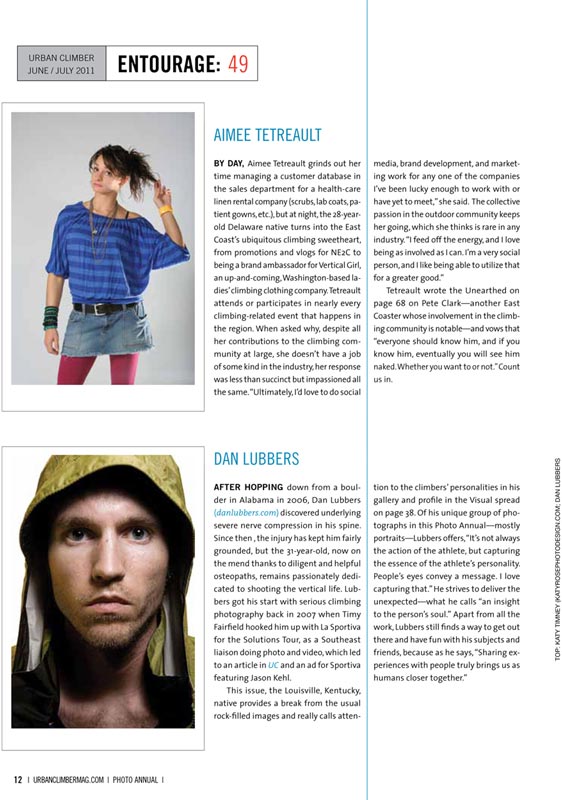 URBAN CLIMBER
JUNE / JULY 2011
ENTOURAGE: 49
AIMEE TETREAULT
BY DAY, Aimee Tetreault grinds out her
time managing a customer database in
the sales department for a health-care
linen rental company (scrubs, lab coats, pa-
tient gowns, etc.), but at night, the 28-year-
old Delaware native turns into the East
Coast's ubiquitous climbing sweetheart,
from promotions and vlogs for NE2C to
being a brand ambassador for Vertical Girl,
an up-and-coming, Washington-based la-
dies' climbing clothing company. Tetreault
attends or participates in nearly every
climbing-related event that happens in
the region. When asked why, despite all
her contributions to the climbing com-
munity at large, she doesn't have a job
of some kind in the industry, her response
was less than succinct but impassioned all
the same. "Ultimately, I'd love to do social
media, brand development, and market-
ing work for any one of the companies
I've been lucky enough to work with or
have yet to meet," she said. The collective
passion in the outdoor community keeps
her going, which she thinks is rare in any
industry. "I feed off the energy, and I love
being as involved as I can. I'm a very social
person, and I like being able to utilize that
for a greater good."
Tetreault wrote the Unearthed on
page 68 on Pete Clark—another East
Coaster whose involvement in the climb-
ing community is notable—and vows that
"everyone should know him, and if you
know him, eventually you will see him
naked. Whether you want to or not." Count
us in.
DAN LUBBERS
AFTER HOPPING down from a boul-
der in Alabama in 2006, Dan Lubbers
(danlubbers.com) discovered underlying
severe nerve compression in his spine.
Since then, the injury has kept him fairly
grounded, but the 31-year-old, now on
the mend thanks to diligent and helpful
osteopaths, remains passionately dedi-
cated to shooting the vertical life. Lub-
bers got his start with serious climbing
photography back in 2007 when Timy
Fairfield hooked him up with La Sportiva
for the Solutions Tour, as a Southeast
liaison doing photo and video, which led
to an article in UC and an ad for Sportiva
featuring Jason Kehl.
This issue, the Louisville, Kentucky,
native provides a break from the usual
rock-filled images and really calls atten-
tion to the climbers' personalities in his
gallery and profile in the Visual spread
on page 38. Of his unique group of pho-
tographs in this Photo Annual—mostly
portraits—Lubbers offers, "It's not always
the action of the athlete, but capturing
the essence of the athlete's personality.
People's eyes convey a message. I love
capturing that." He strives to deliver the
unexpected—what he calls "an insight
to the person's soul." Apart from all the
work, Lubbers still finds a way to get out
there and have fun with his subjects and
friends, because as he says, "Sharing ex-
periences with people truly brings us as
humans closer together."
TOP: KATY TIMNEY (KATYROSEPHOTODESIGN.COM; DAN LUBBERS
12 | URBANCLIMBERMAG.COM | PHOTO ANNUAL |